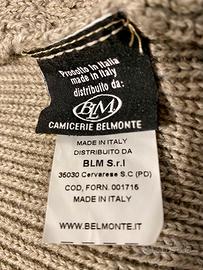 Prodotto in Italia
made in Italy
distribuito da:
BLM
CAMICERIE BELMONTE
MADE IN ITALY
DISTRIBUITO DA
BLM S.r.l
35030 Cervarese S.C (PD)
COD, FORN. 001716
MADE IN ITALY
WWW.BELMONTE.IT